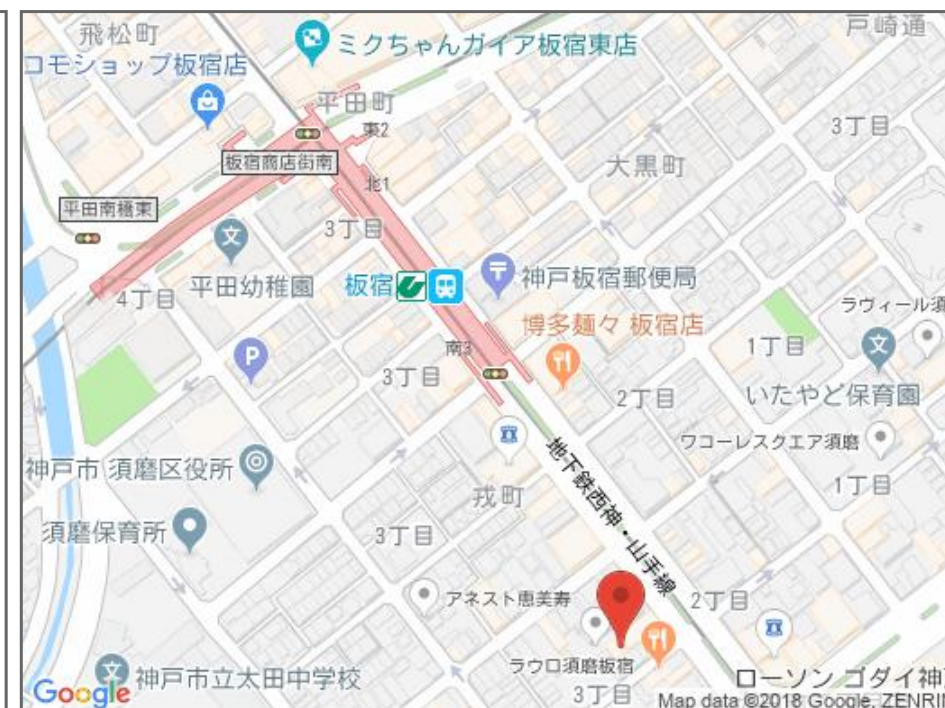 飛松町
ミクちゃんガイア板宿東店
戸崎通
コモショップ板宿店
平田町
東2
3丁目
板宿商店街南
大黒町
北1
平田南橋東
3丁目
4丁目
平田幼稚園
板宿
神戸板宿郵便局
ラヴィール須
博多麺々 板宿店
南3
1丁目
P
3丁目
2丁目
いたやど保育園
ワコーレスクエア須磨
神戸市 須磨区役所
1丁目
戎町
地下鉄西神・山手線
須磨保育所
3丁目
アネスト恵美寿
2丁目
ラウロ須磨板宿
神戸市立太田中学校
ローソン ゴダイ神
Google
3丁目
Map data ©2018 Google, ZENRIN